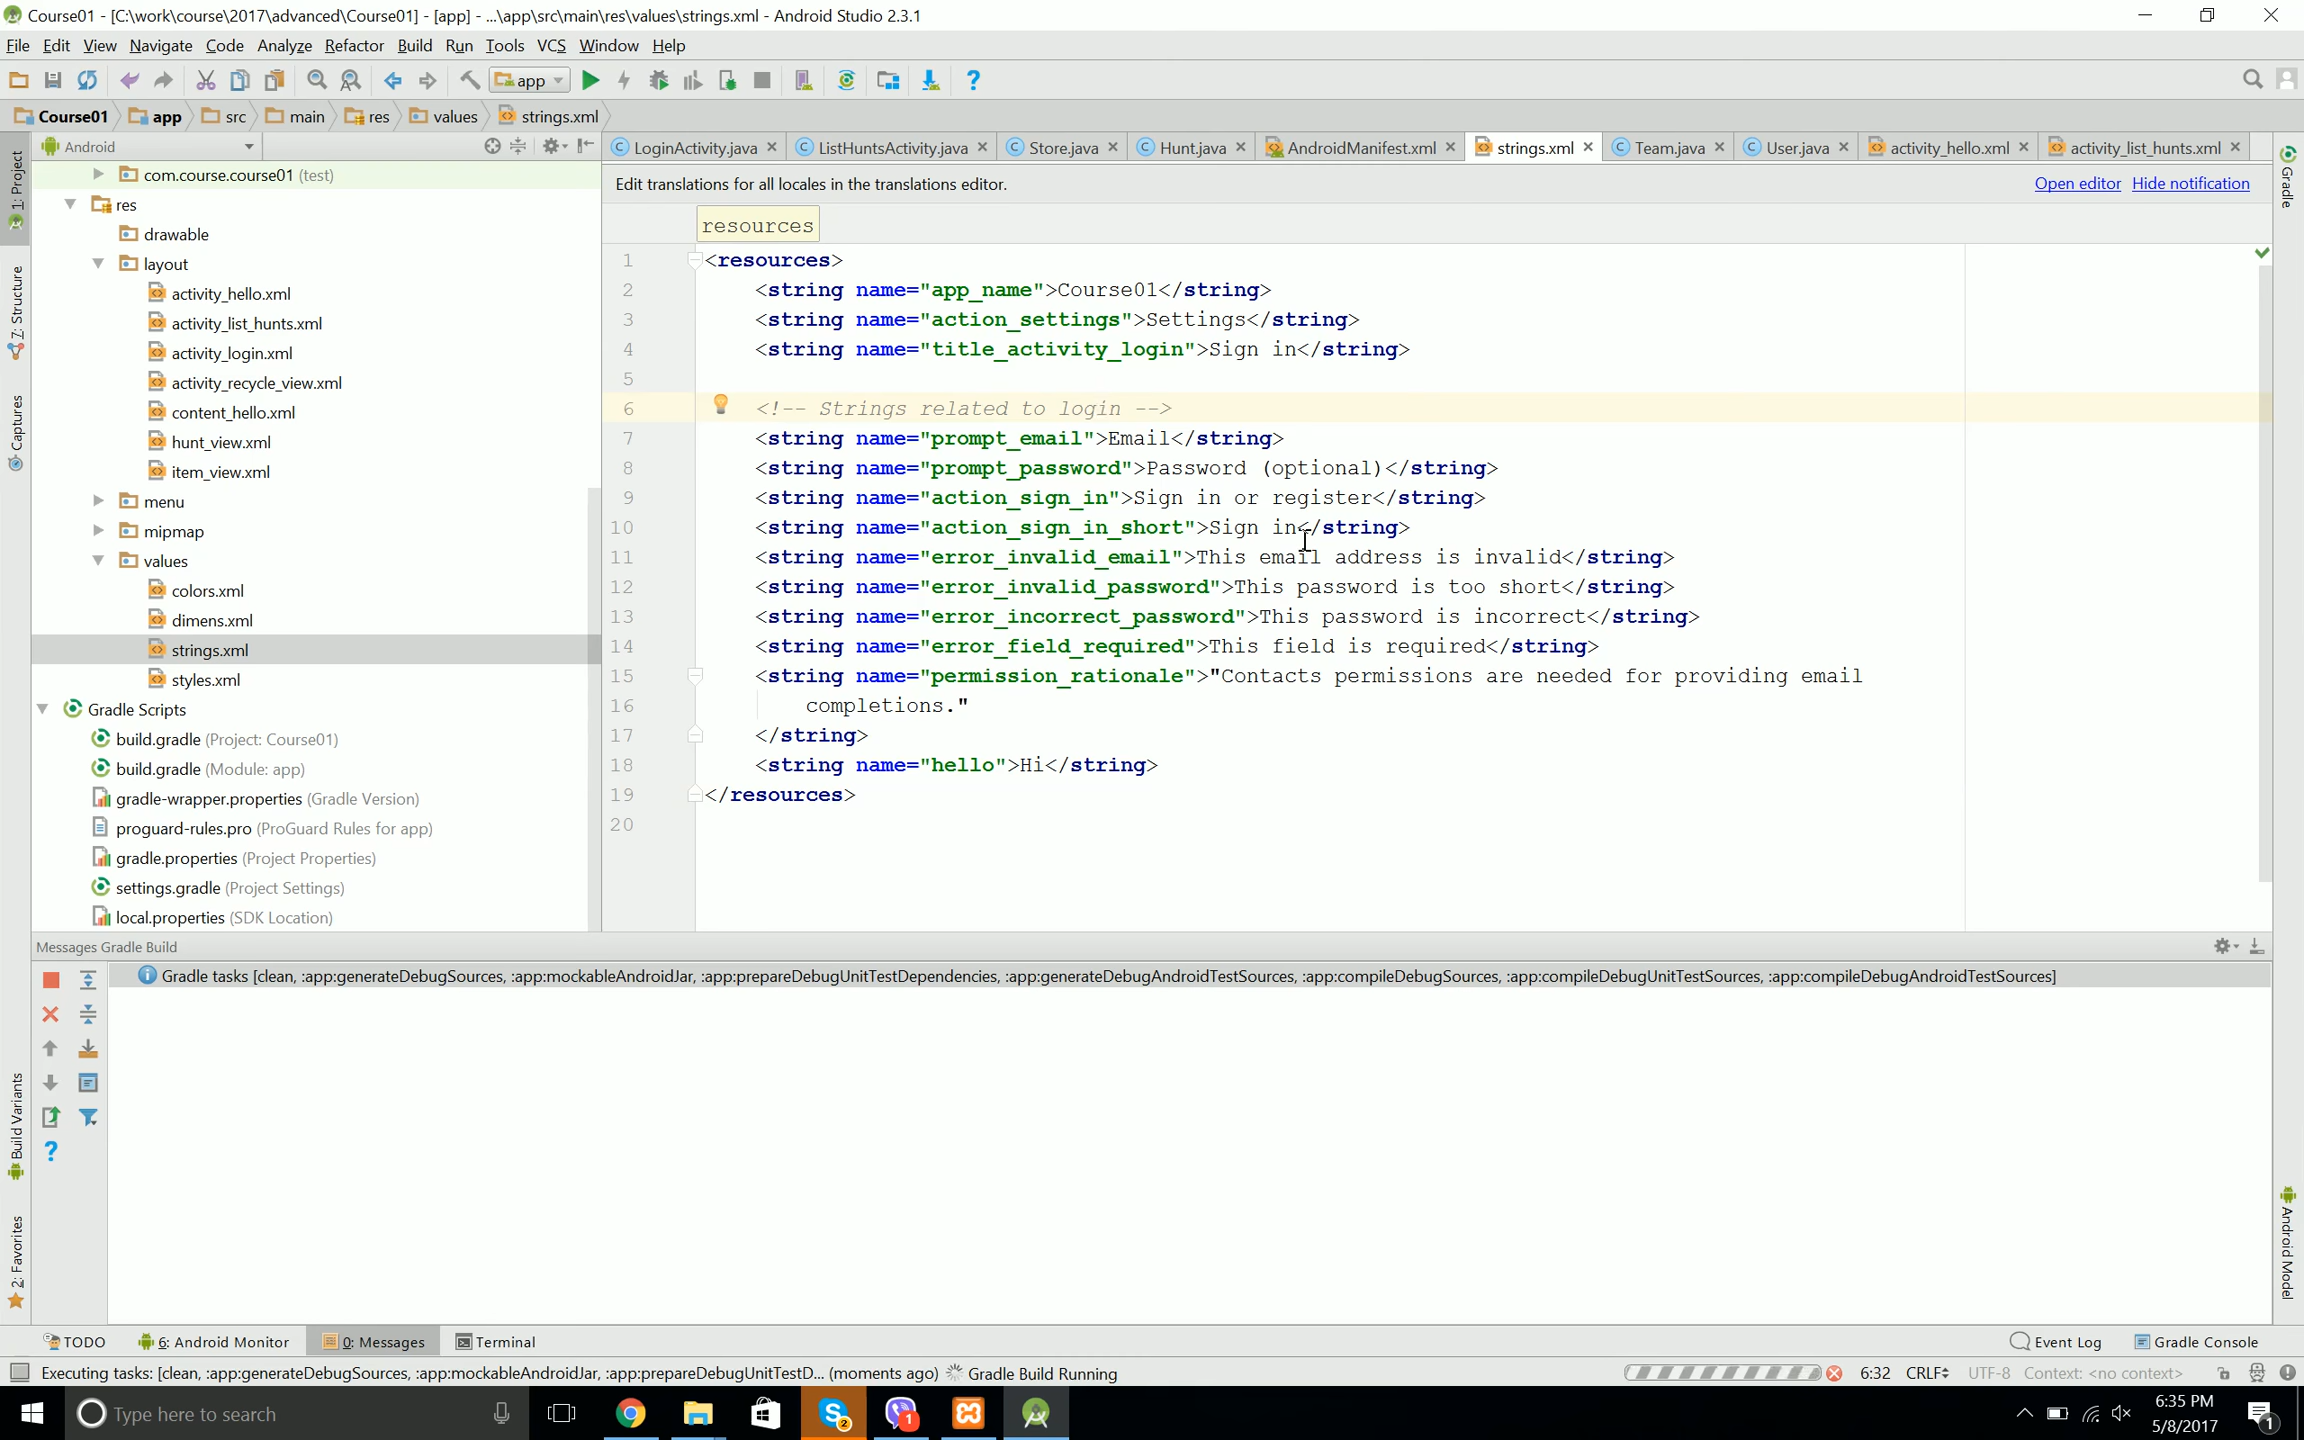 Course01 - [C:\work\course\2017\advanced\Course01] - [app] - ...\app\src\main\res\values\strings.xml - Android Studio 2.3.1
File Edit View Navigate Code Analyze Refactor Build Run Tools VCS Window Help
app
Course01 app src main res values strings.xml
Android
LoginActivity.java ListHuntsActivity.java Store.java Hunt.java AndroidManifest.xml strings.xml Team.java User.java activity_hello.xml activity_list_hunts.xml
1: Project
7: Structure
Captures
Build Variants
2: Favorites
com.course.course01 (test)
res
drawable
layout
activity_hello.xml
activity_list_hunts.xml
activity_login.xml
activity_recycle_view.xml
content_hello.xml
hunt_view.xml
item_view.xml
menu
mipmap
values
colors.xml
dimens.xml
strings.xml
styles.xml
Gradle Scripts
build.gradle (Project: Course01)
build.gradle (Module: app)
gradle-wrapper.properties (Gradle Version)
proguard-rules.pro (ProGuard Rules for app)
gradle.properties (Project Properties)
settings.gradle (Project Settings)
local.properties (SDK Location)
Edit translations for all locales in the translations editor. Open editor Hide notification
resources
1 <resources>
2 <string name="app_name">Course01</string>
3 <string name="action_settings">Settings</string>
4 <string name="title_activity_login">Sign in</string>
5
6 <!-- Strings related to login -->
7 <string name="prompt_email">Email</string>
8 <string name="prompt_password">Password (optional)</string>
9 <string name="action_sign_in">Sign in or register</string>
10 <string name="action_sign_in_short">Sign in</string>
11 <string name="error_invalid_email">This email address is invalid</string>
12 <string name="error_invalid_password">This password is too short</string>
13 <string name="error_incorrect_password">This password is incorrect</string>
14 <string name="error_field_required">This field is required</string>
15 <string name="permission_rationale">"Contacts permissions are needed for providing email
16 completions."
17 </string>
18 <string name="hello">Hi</string>
19 </resources>
20
Gradle
Android Model
Messages Gradle Build
Gradle tasks [clean, :app:generateDebugSources, :app:mockableAndroidJar, :app:prepareDebugUnitTestDependencies, :app:generateDebugAndroidTestSources, :app:compileDebugSources, :app:compileDebugUnitTestSources, :app:compileDebugAndroidTestSources]
TODO 6: Android Monitor 0: Messages Terminal Event Log Gradle Console
Executing tasks: [clean, :app:generateDebugSources, :app:mockableAndroidJar, :app:prepareDebugUnitTestD... (moments ago) Gradle Build Running 6:32 CRLF UTF-8 Context: <no context>
Type here to search
2
1
6:35 PM
5/8/2017
1